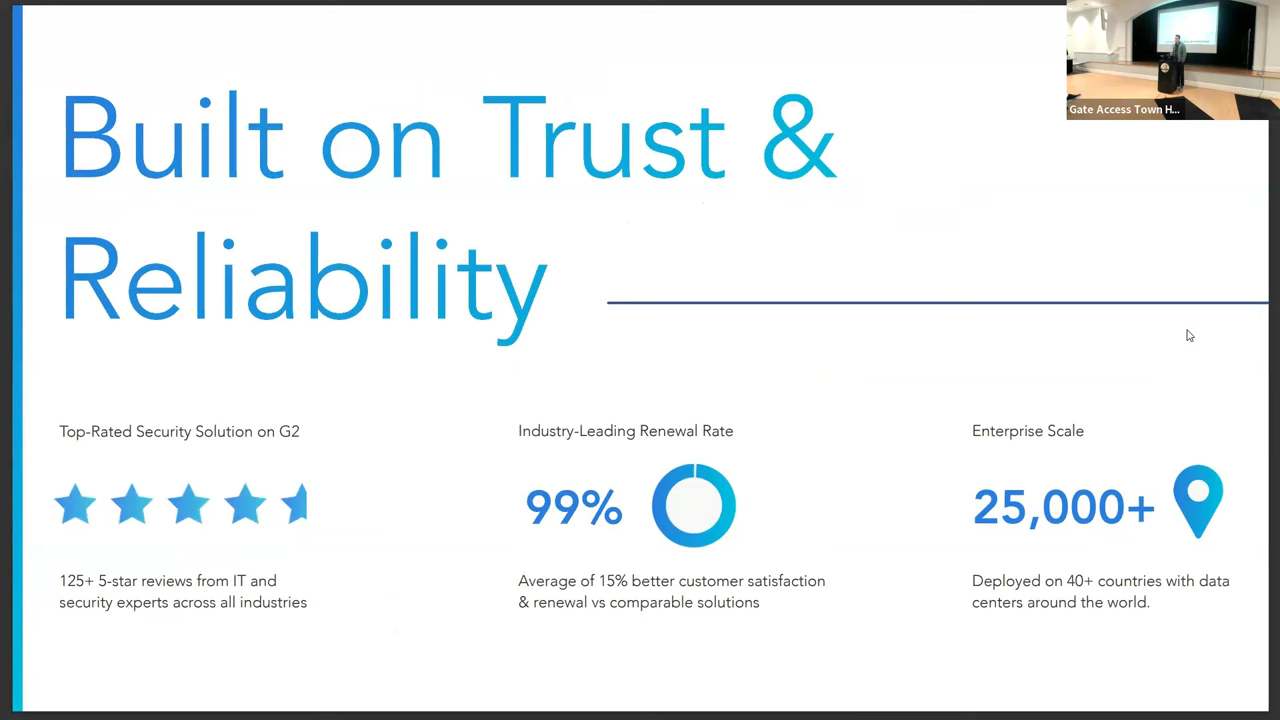 Built on Trust &
Reliability
Gate Access Town H...
Top-Rated Security Solution on G2
125+ 5-star reviews from IT and
security experts across all industries
Industry-Leading Renewal Rate
99%
Average of 15% better customer satisfaction
& renewal vs comparable solutions
Enterprise Scale
25,000+
Deployed on 40+ countries with data
centers around the world.